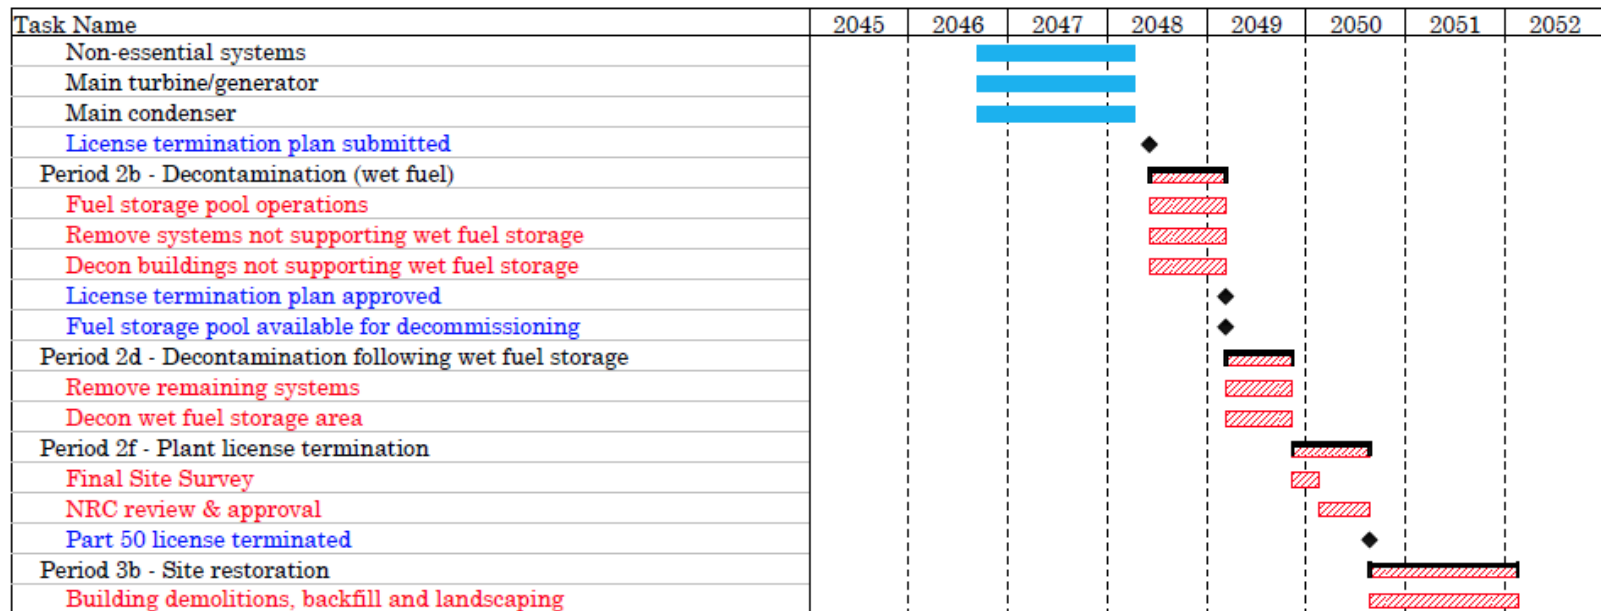 Task Name 2045 2046 2047 2048 2049 2050 2051 2052
Non-essential systems
Main turbine/generator
Main condenser
License termination plan submitted
Period 2b - Decontamination (wet fuel)
Fuel storage pool operations
Remove systems not supporting wet fuel storage
Decon buildings not supporting wet fuel storage
License termination plan approved
Fuel storage pool available for decommissioning
Period 2d - Decontamination following wet fuel storage
Remove remaining systems
Decon wet fuel storage area
Period 2f - Plant license termination
Final Site Survey
NRC review & approval
Part 50 license terminated
Period 3b - Site restoration
Building demolitions, backfill and landscaping